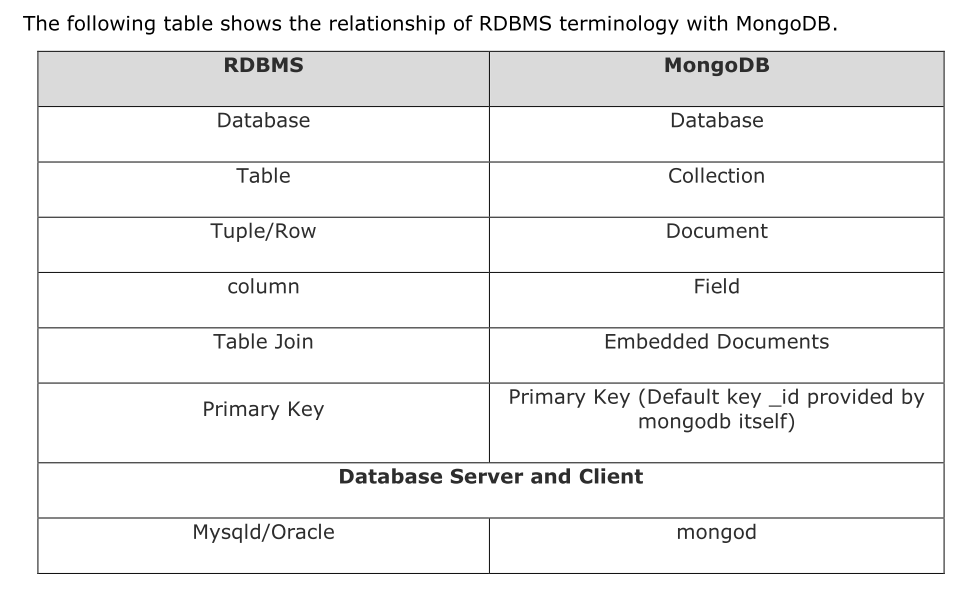 The following table shows the relationship of RDBMS terminology with MongoDB.
RDBMS MongoDB
Database Database
Table Collection
Tuple/Row Document
column Field
Table Join Embedded Documents
Primary Key Primary Key (Default key _id provided by
mongodb itself)
Database Server and Client
Mysqld/Oracle mongod